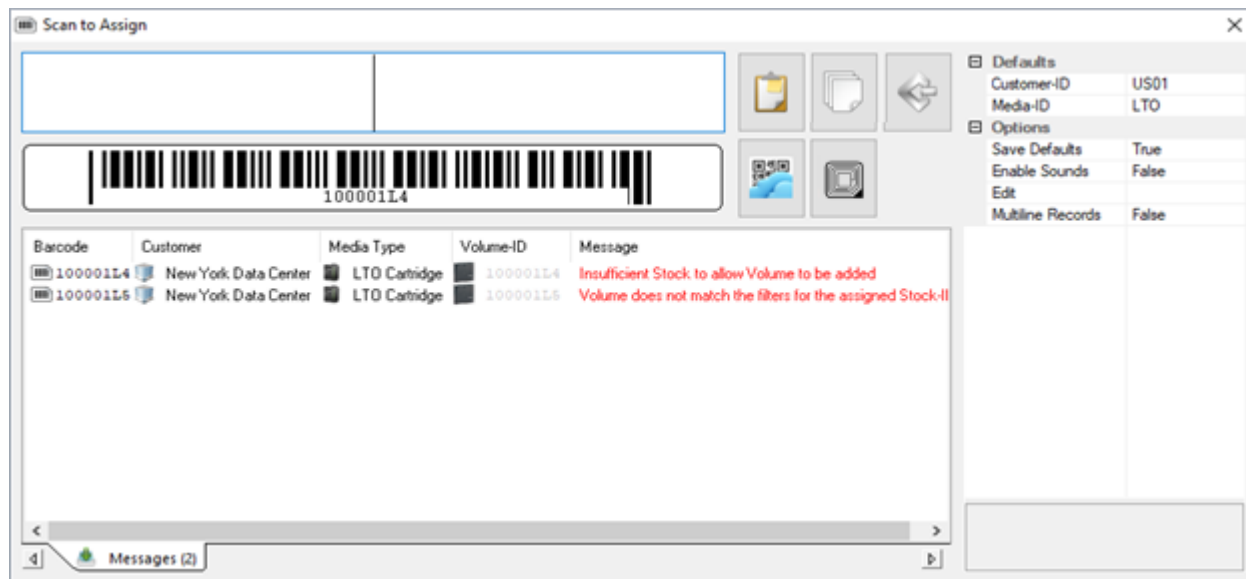 Scan to Assign
100001L4
Defaults
Customer-ID US01
Media-ID LTO
Options
Save Defaults True
Enable Sounds False
Edit
Multiline Records False
Barcode Customer Media Type Volume-ID Message
100001L4 New York Data Center LTO Cartridge 100001L4 Insufficient Stock to allow Volume to be added
100001L5 New York Data Center LTO Cartridge 100001L5 Volume does not match the filters for the assigned Stock-I
Messages (2)